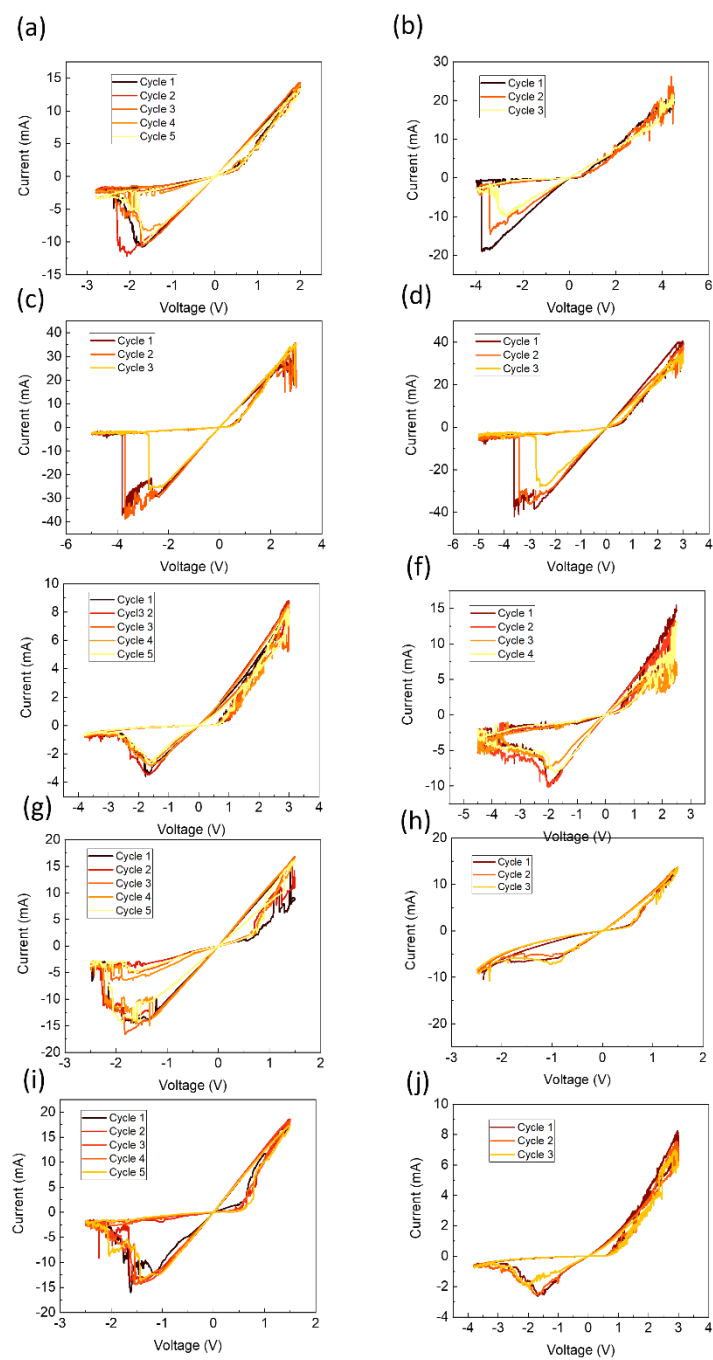 (a)
Cycle 1
Cycle 2
Cycle 3
Cycle 4
Cycle 5
15
10
5
0
-5
-10
-15
Current (mA)
-3
-2
-1
0
1
2
Voltage (V)
(b)
Cycle 1
Cycle 2
Cycle 3
30
20
10
0
-10
-20
Current (mA)
-4
-2
0
2
4
6
Voltage (V)
(c)
Cycle 1
Cycle 2
Cycle 3
40
30
20
10
0
-10
-20
-30
-40
Current (mA)
-6
-4
-2
0
2
4
Voltage (V)
(d)
Cycle 1
Cycle 2
Cycle 3
40
20
0
-20
-40
Current (mA)
-5
-4
-3
-2
-1
0
1
2
3
4
Voltage (V)
Cycle 1
Cycl3 2
Cycle 3
Cycle 4
Cycle 5
10
8
6
4
2
0
-2
-4
Current (mA)
-4
-3
-2
-1
0
1
2
3
4
Voltage (V)
(f)
Cycle 1
Cycle 2
Cycle 3
Cycle 4
15
10
5
0
-5
-10
Current (mA)
-5
-4
-3
-2
-1
0
1
2
3
Voltage (V)
(g)
Cycle 1
Cycle 2
Cycle 3
Cycle 4
Cycle 5
20
15
10
5
0
-5
-10
-15
-20
Current (mA)
-3
-2
-1
0
1
2
Voltage (V)
(h)
Cycle 1
Cycle 2
Cycle 3
20
10
0
-10
-20
Current (mA)
-3
-2
-1
0
1
2
Voltage (V)
(i)
Cycle 1
Cycle 2
Cycle 3
Cycle 4
Cycle 5
20
15
10
5
0
-5
-10
-15
-20
Current (mA)
-3
-2
-1
0
1
2
Voltage (V)
(j)
Cycle 1
Cycle 2
Cycle 3
8
6
4
2
0
-2
-4
Current (mA)
-4
-3
-2
-1
0
1
2
3
4
Voltage (V)